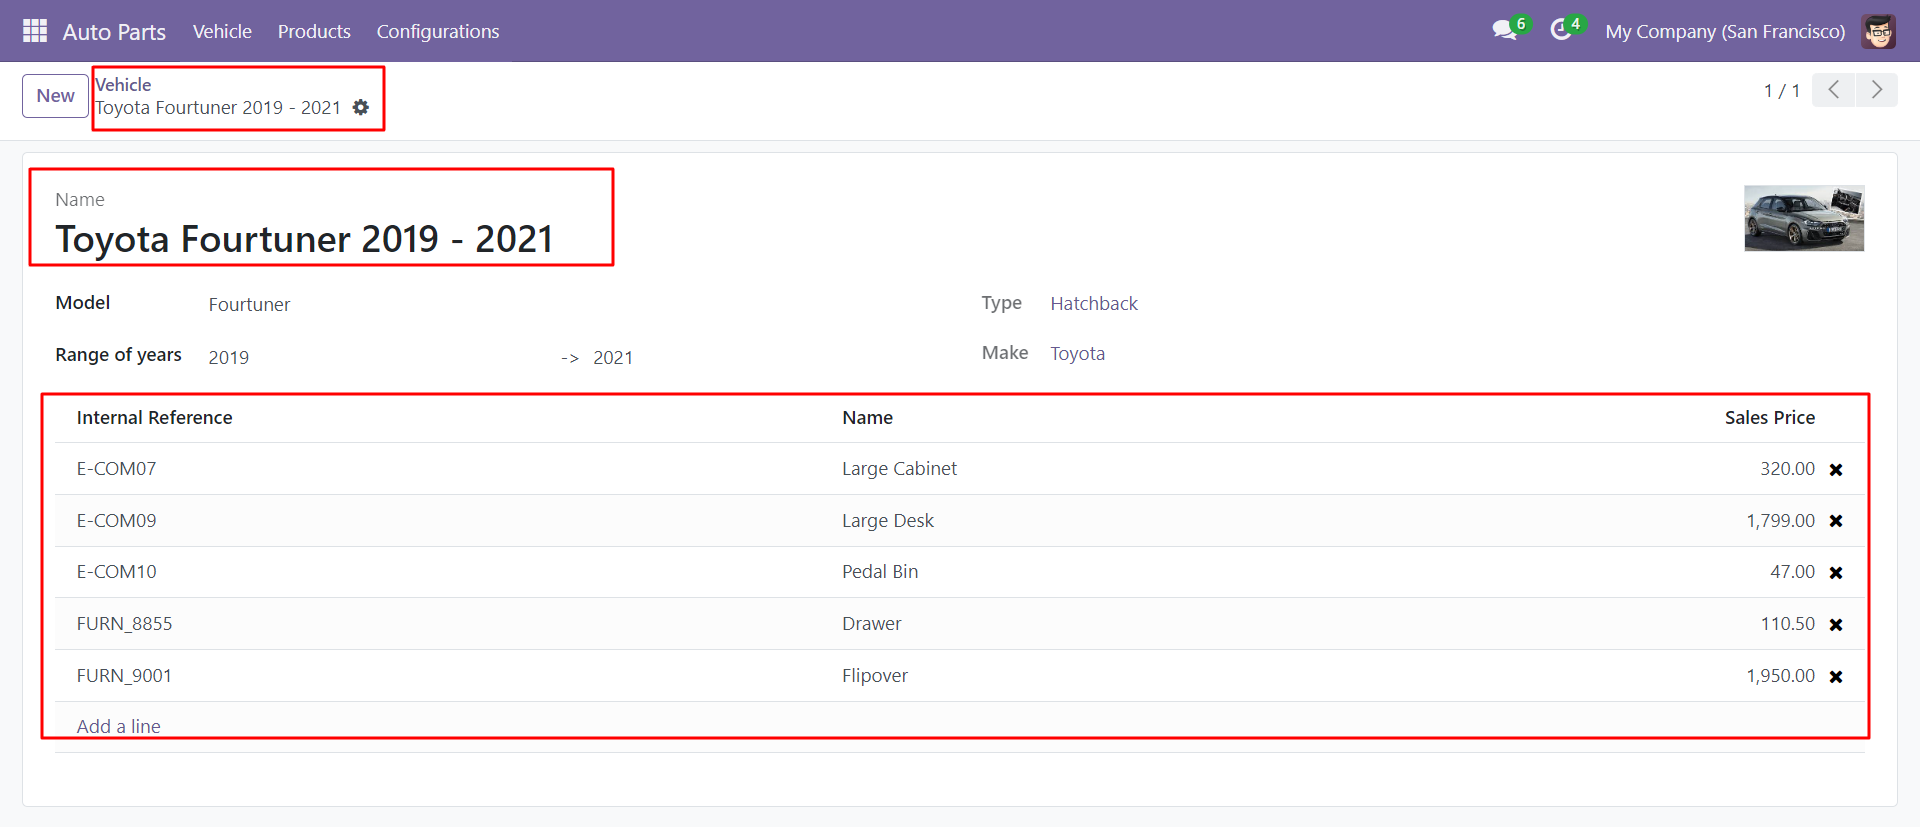 Auto Parts Vehicle Products Configurations 6 4 My Company (San Francisco)
New Vehicle
Toyota Fourtuner 2019 - 2021 1 / 1
Name
Toyota Fourtuner 2019 - 2021
Model Fourtuner Type Hatchback
Range of years 2019 -> 2021 Make Toyota
Internal Reference Name Sales Price
E-COM07 Large Cabinet 320.00
E-COM09 Large Desk 1,799.00
E-COM10 Pedal Bin 47.00
FURN_8855 Drawer 110.50
FURN_9001 Flipover 1,950.00
Add a line